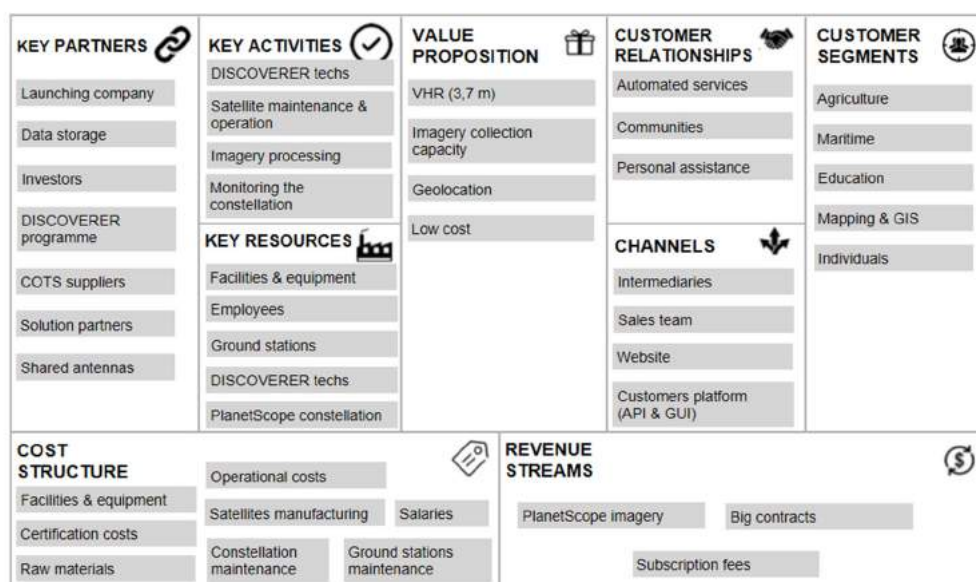 KEY PARTNERS
Launching company
Data storage
Investors
DISCOVERER
programme
COTS suppliers
Solution partners
Shared antennas
KEY ACTIVITIES
DISCOVERER techs
Satellite maintenance &
operation
Imagery processing
Monitoring the
constellation
KEY RESOURCES
Facilities & equipment
Employees
Ground stations
DISCOVERER techs
PlanetScope constellation
VALUE
PROPOSITION
VHR (3,7 m)
Imagery collection
capacity
Geolocation
Low cost
CUSTOMER
RELATIONSHIPS
Automated services
Communities
Personal assistance
CHANNELS
Intermediaries
Sales team
Website
Customers platform
(API & GUI)
CUSTOMER
SEGMENTS
Agriculture
Maritime
Education
Mapping & GIS
Individuals
COST
STRUCTURE
Facilities & equipment
Certification costs
Raw materials
Operational costs
Satellites manufacturing
Salaries
Constellation
maintenance
Ground stations
maintenance
REVENUE
STREAMS
$
PlanetScope imagery
Big contracts
Subscription fees